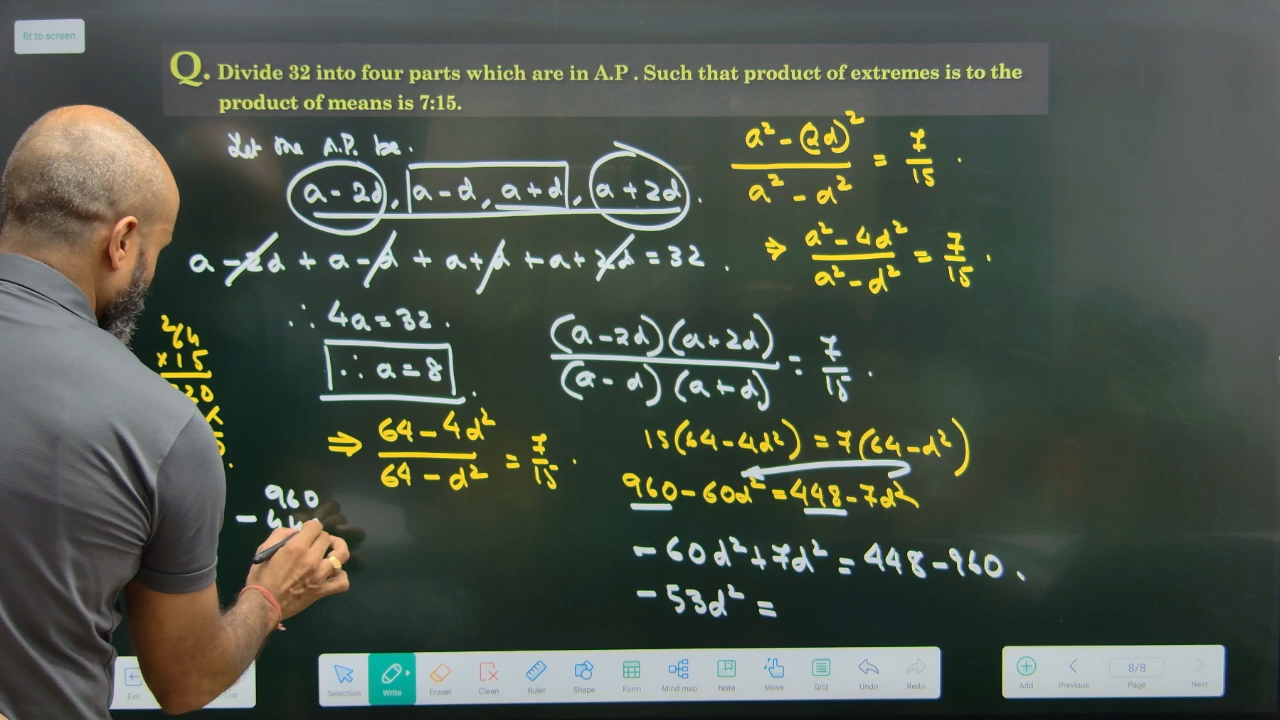 fit to screen
Q. Divide 32 into four parts which are in A.P . Such that product of extremes is to the
product of means is 7:15.
Let the A.P. be.
a-2d, a-d, a+d, a+2d.
a-2d + a-d + a+d + a+2d = 32.
∴ 4a = 32.
∴ a = 8.
⇒ 64-4d²/64-d² = 7/15.
a²-(2d)²/a²-d² = 7/15.
⇒ a²-4d²/a²-d² = 7/15.
(a-2d)(a+2d)/(a-d)(a+d) = 7/15.
15(64-4d²) = 7(64-d²)
960-60d² = 448-7d²
-60d²+7d² = 448-960.
-53d² =
64
×15
960
Exit
List
Selection
Write
Eraser
Clean
Ruler
Shape
Form
Mind map
Note
Move
Grid
Undo
Redo
Add
Previous
8/8
Page
Next